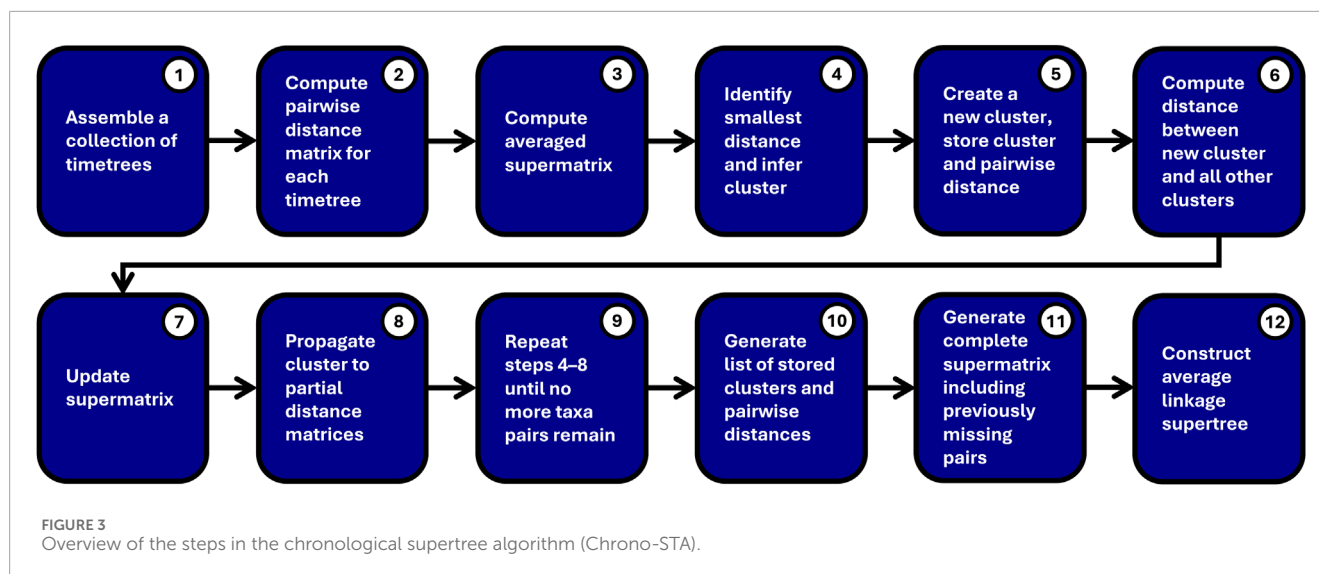 1
Assemble a
collection of
timetrees
2
Compute
pairwise
distance
matrix for
each
timetree
3
Compute
averaged
supermatrix
4
Identify
smallest
distance
and infer
cluster
5
Create a
new cluster,
store cluster
and pairwise
distance
6
Compute
distance
between
new cluster
and all other
clusters
7
Update
supermatrix
8
Propagate
cluster to
partial
distance
matrices
9
Repeat
steps 4–8
until no
more taxa
pairs remain
10
Generate
list of stored
clusters and
pairwise
distances
11
Generate
complete
supermatrix
including
previously
missing
pairs
12
Construct
average
linkage
supertree
FIGURE 3
Overview of the steps in the chronological supertree algorithm (Chrono-STA).